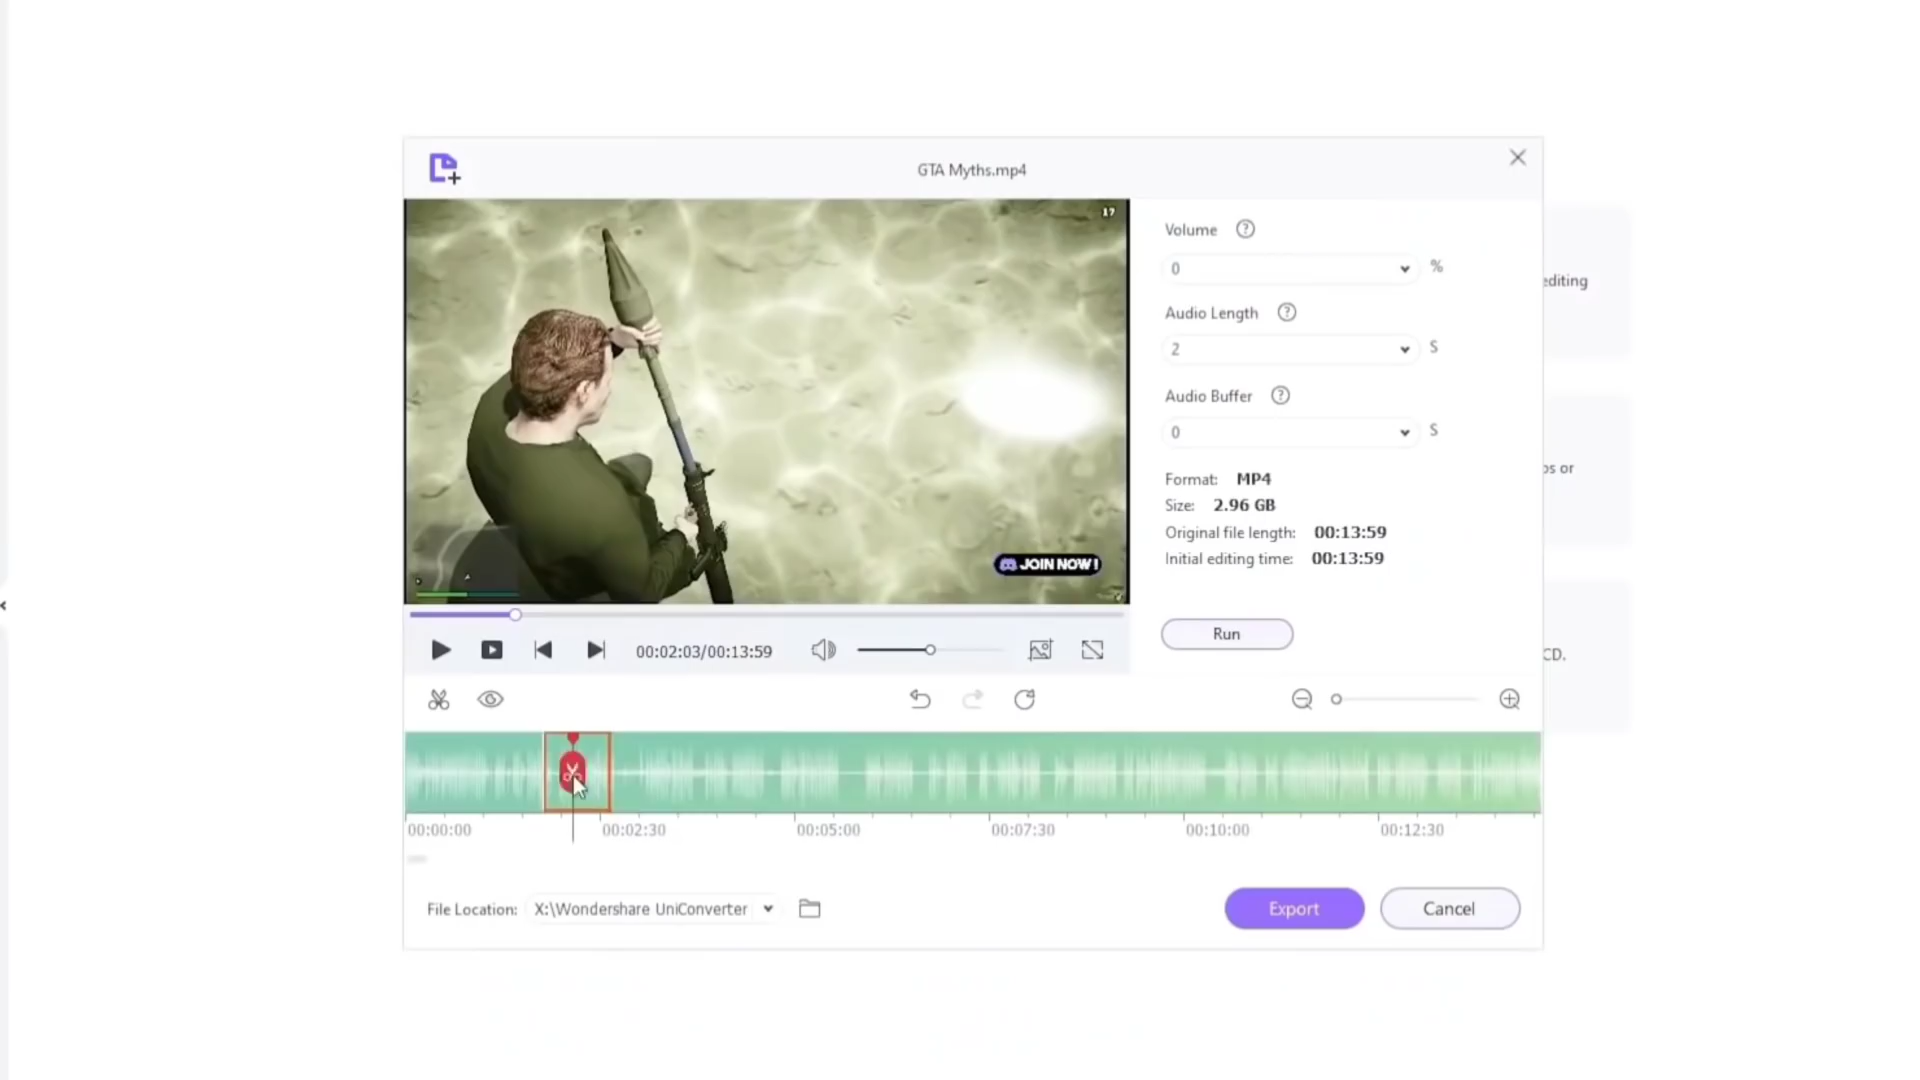 GTA Myths.mp4
17
JOIN NOW!
Volume
0 %
Audio Length
2 S
Audio Buffer
0 S
Format: MP4
Size: 2.96 GB
Original file length: 00:13:59
Initial editing time: 00:13:59
Run
00:02:03/00:13:59
00:00:00 00:02:30 00:05:00 00:07:30 00:10:00 00:12:30
File Location: X:\Wondershare UniConverter
Export
Cancel
editing
os or
CD.